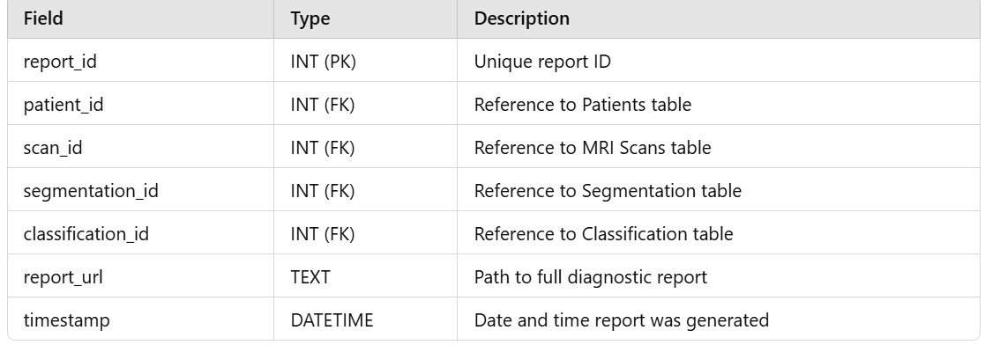 Field Type Description
report_id INT (PK) Unique report ID
patient_id INT (FK) Reference to Patients table
scan_id INT (FK) Reference to MRI Scans table
segmentation_id INT (FK) Reference to Segmentation table
classification_id INT (FK) Reference to Classification table
report_url TEXT Path to full diagnostic report
timestamp DATETIME Date and time report was generated